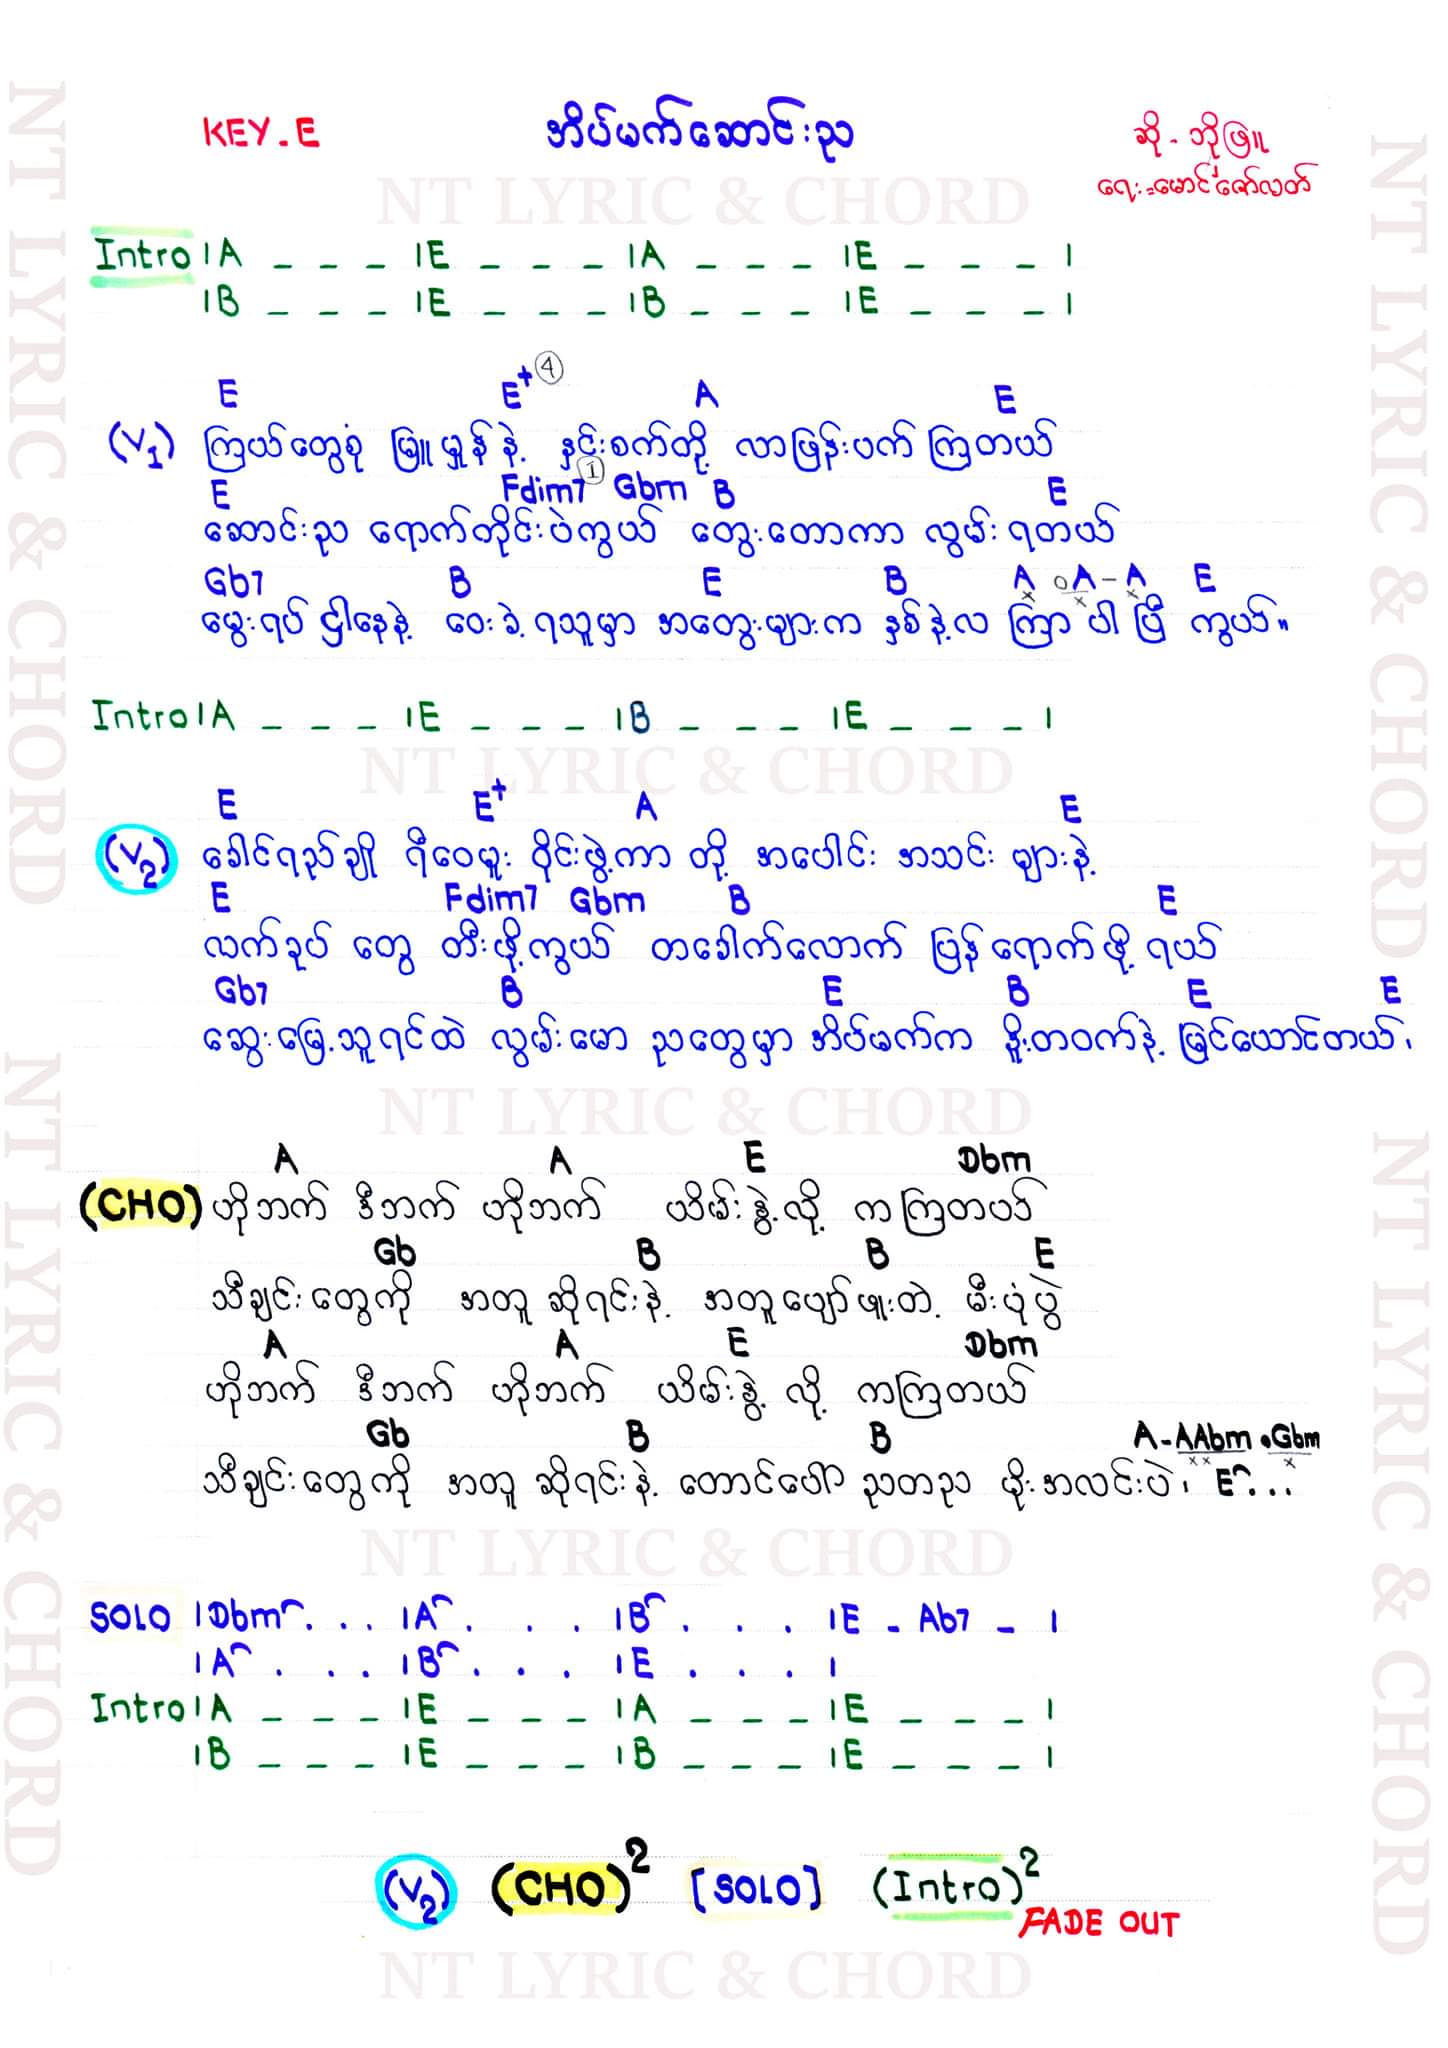 KEY.E
အိပ်မက်ဆောင်းည
ဆို - ဘိုဖြူ
ရေး = မောင်ဇော်လတ်
NT LYRIC & CHORD
Intro |A _ _ _ |E _ _ _ |A _ _ _ |E _ _ _ |
|B _ _ _ |E _ _ _ |B _ _ _ |E _ _ _ |
E E+ ④ A E
(V1) ကြယ်တွေစုံ မြူမှုန်နဲ့ နှင်းစက်တို့ လာဖြန်းပက် ကြတယ်
E Fdim7 ① Gbm B E
ဆောင်းည ရောက်တိုင်းပဲကွယ် တွေးတောကာ လွမ်းရတယ်
Gb7 B E B A o A - A E
မွေးရပ် ဋ္ဌါနေနဲ့ ဝေးခဲ့ရသူမှာ အတွေးများက နှစ်နဲ့လ ကြာ ပါ ပြီ ကွယ်။
Intro |A _ _ _ |E _ _ _ |B _ _ _ |E _ _ _ |
NT LYRIC & CHORD
E E+ A E
(V2) ခေါင်ရည်ချို ရီဝေမူး ဝိုင်းဖွဲ့ကာ တို့ အပေါင်း အသင်း များနဲ့
E Fdim7 Gbm B E
လက်ခုပ် တွေ တီးဖို့ကွယ် တခေါက်လောက် ပြန်ရောက်ဖို့ ရယ်
Gb7 B E B E E
ဆွေးမြေ့သူရင်ထဲ လွမ်းမော ညတွေမှာ အိပ်မက်က နိုးတဝက်နဲ့ မြင်ယောင်တယ်၊
NT LYRIC & CHORD
A A E Dbm
(CHO) ဟိုဘက် ဒီဘက် ဟိုဘက် ယိမ်းနွဲ့လို့ ကကြတယ်
Gb B B E
သီချင်းတွေကို အတူ ဆိုရင်းနဲ့ အတူပျော်ဖူးတဲ့ မီးပုံပွဲ
A A E Dbm
ဟိုဘက် ဒီဘက် ဟိုဘက် ယိမ်းနွဲ့ လို့ ကကြတယ်
Gb B B A-AAbm •Gbm
သီချင်းတွေကို အတူ ဆိုရင်းနဲ့ တောင်ပေါ် ညတည မိုးအလင်းပဲ၊ E...
NT LYRIC & CHORD
SOLO |Dbm . . . |A . . . |B . . . |E - Ab7 - |
|A . . . |B . . . |E . . . |
Intro |A _ _ _ |E _ _ _ |A _ _ _ |E _ _ _ |
|B _ _ _ |E _ _ _ |B _ _ _ |E _ _ _ |
(V2) (CHO)2 [SOLO] (Intro)2
FADE OUT
NT LYRIC & CHORD
NT LYRIC & CHORD
NT LYRIC & CHORD
NT LYRIC & CHORD
NT LYRIC & CHORD